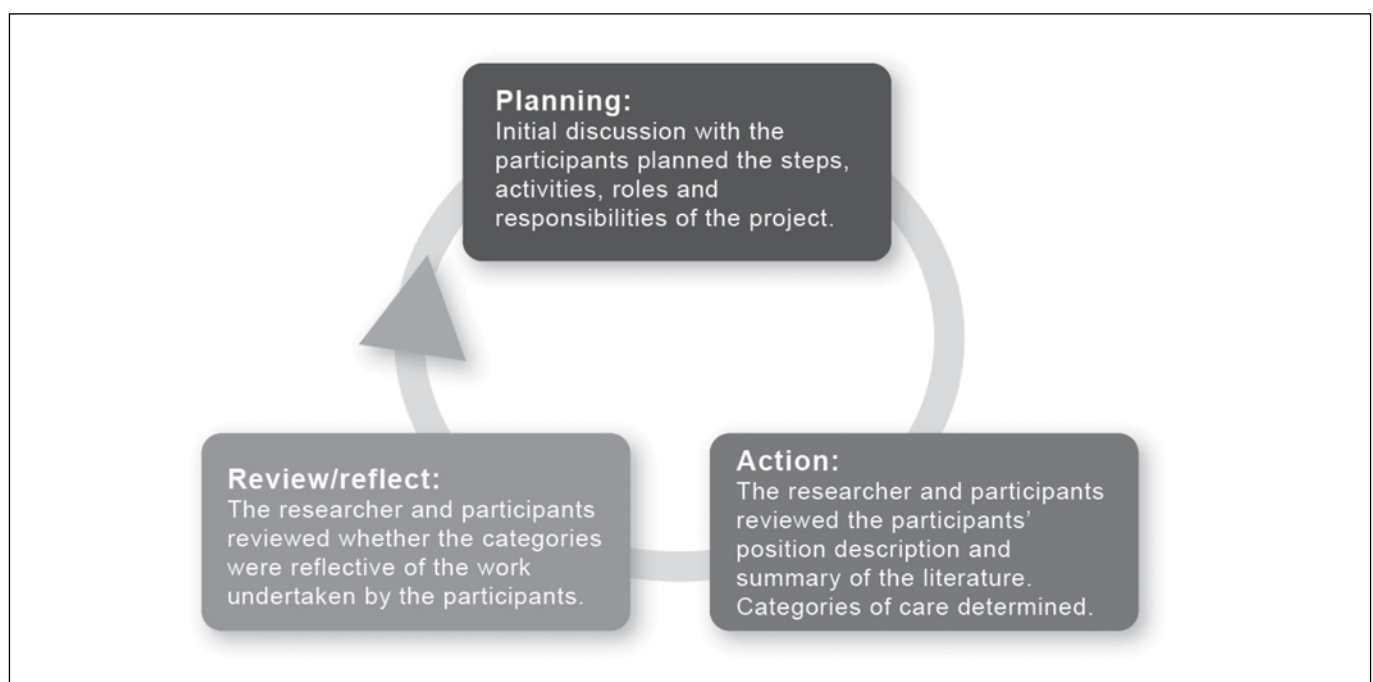 Planning:
Initial discussion with the
participants planned the steps,
activities, roles and
responsibilities of the project.
Action:
The researcher and participants
reviewed the participants’
position description and
summary of the literature.
Categories of care determined.
Review/reflect:
The researcher and participants
reviewed whether the categories
were reflective of the work
undertaken by the participants.